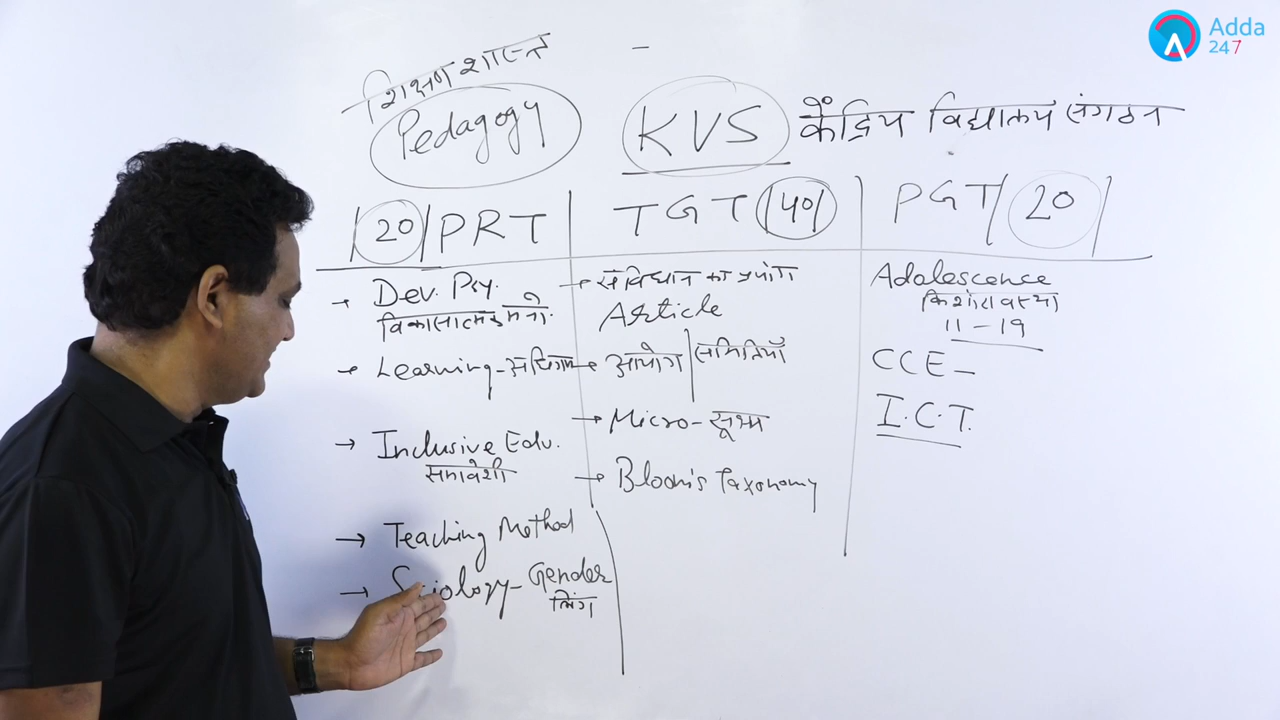 Adda
247
शिक्षण शास्त्र
Pedagogy
KVS
केंद्रिय विद्यालय संगठन
20 PRT
TGT 40
PGT 20
→ Dev. Psy.
विकासात्मक मनो.
→ Learning - अधिगम
→ Inclusive Edu.
समावेशी
→ Teaching Method
→ Sociology - Gender
लिंग
→ संविधान का प्रयोग
Article
→ आयोग | समितियाँ
→ Micro - सूक्ष्म
→ Bloom's Taxonomy
Adolescence
किशोरावस्था
11 - 19
CCE -
I.C.T.